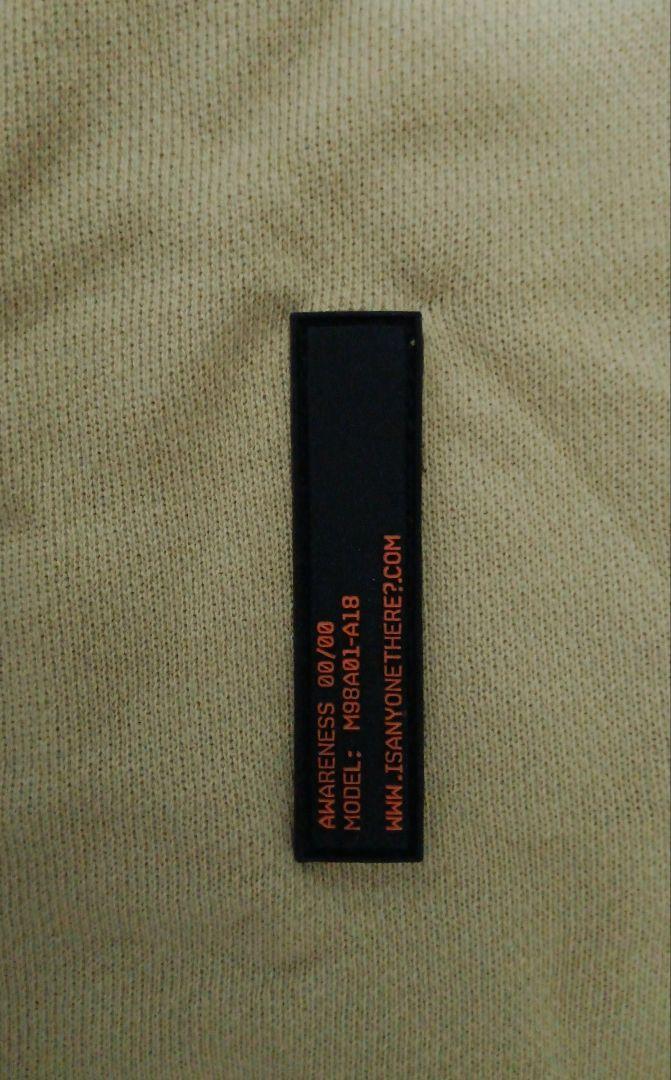 AWARENESS 00/00
MODEL: M98A01-A18
WWW.ISANYONETHERE?.COM